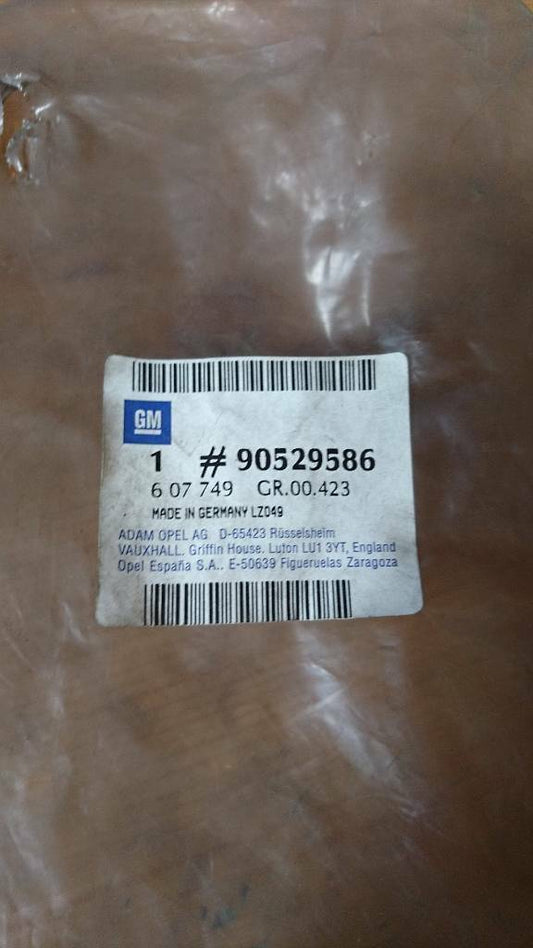 GM
1 # 90529586
6 07 749 GR.00.423
MADE IN GERMANY LZ049
ADAM OPEL AG D-65423 Rüsselsheim
VAUXHALL, Griffin House, Luton LU1 3YT, England
Opel España S.A., E-50639 Figueruelas Zaragoza